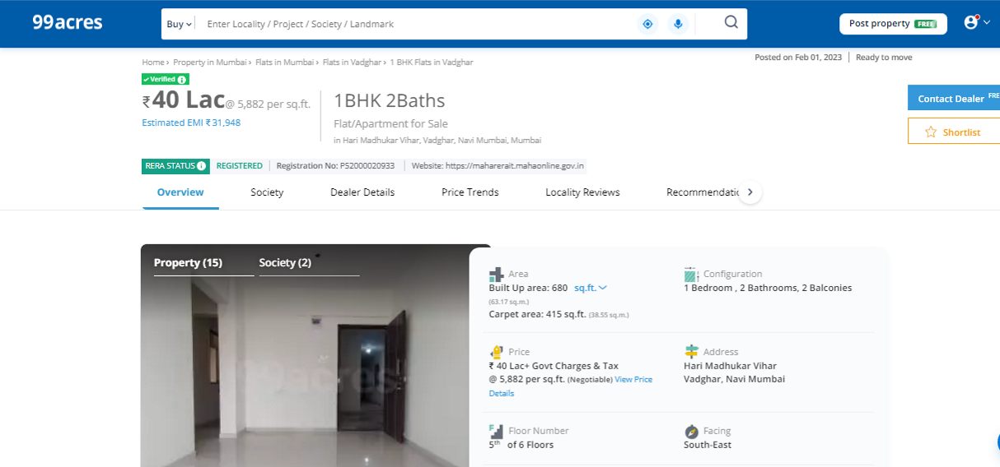 99acres
Buy Enter Locality / Project / Society / Landmark
Post property FREE
Home › Property in Mumbai › Flats in Mumbai › Flats in Vadghar › 1 BHK Flats in Vadghar
Posted on Feb 01, 2023 | Ready to move
Verified
₹40 Lac @ 5,882 per sq.ft.
Estimated EMI ₹31,948
1BHK 2Baths
Flat/Apartment for Sale
in Hari Madhukar Vihar, Vadghar, Navi Mumbai, Mumbai
Contact Dealer FRE
Shortlist
RERA STATUS REGISTERED Registration No: P52000020933 Website: https://maharerait.mahaonline.gov.in
Overview Society Dealer Details Price Trends Locality Reviews Recommendatio
Property (15) Society (2)
99acres
Area
Built Up area: 680 sq.ft.
(63.17 sq.m.)
Carpet area: 415 sq.ft. (38.55 sq.m.)
Configuration
1 Bedroom , 2 Bathrooms, 2 Balconies
Price
₹ 40 Lac+ Govt Charges & Tax
@ 5,882 per sq.ft. (Negotiable) View Price
Details
Address
Hari Madhukar Vihar
Vadghar, Navi Mumbai
Floor Number
5th of 6 Floors
Facing
South-East